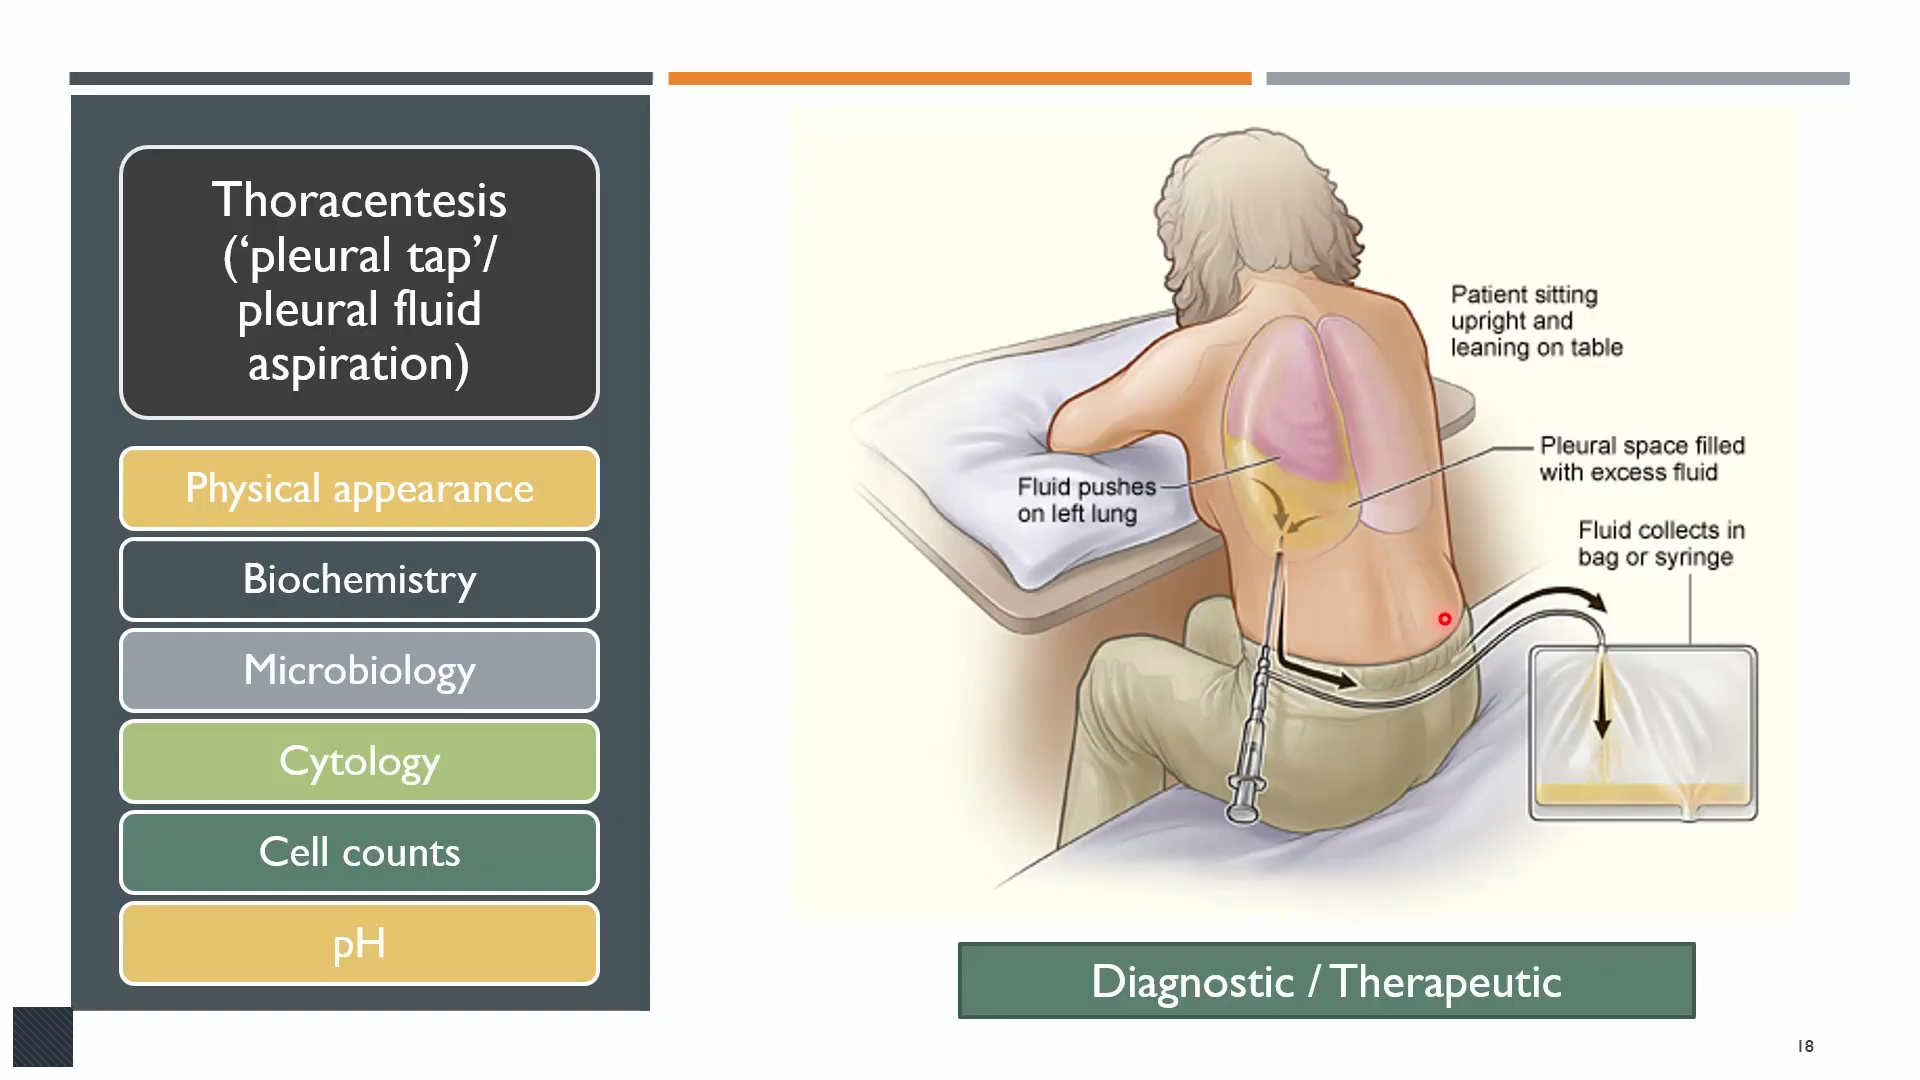 Thoracentesis
(‘pleural tap’/
pleural fluid
aspiration)
Physical appearance
Biochemistry
Microbiology
Cytology
Cell counts
pH
Patient sitting
upright and
leaning on table
Pleural space filled
with excess fluid
Fluid pushes
on left lung
Fluid collects in
bag or syringe
Diagnostic / Therapeutic
18